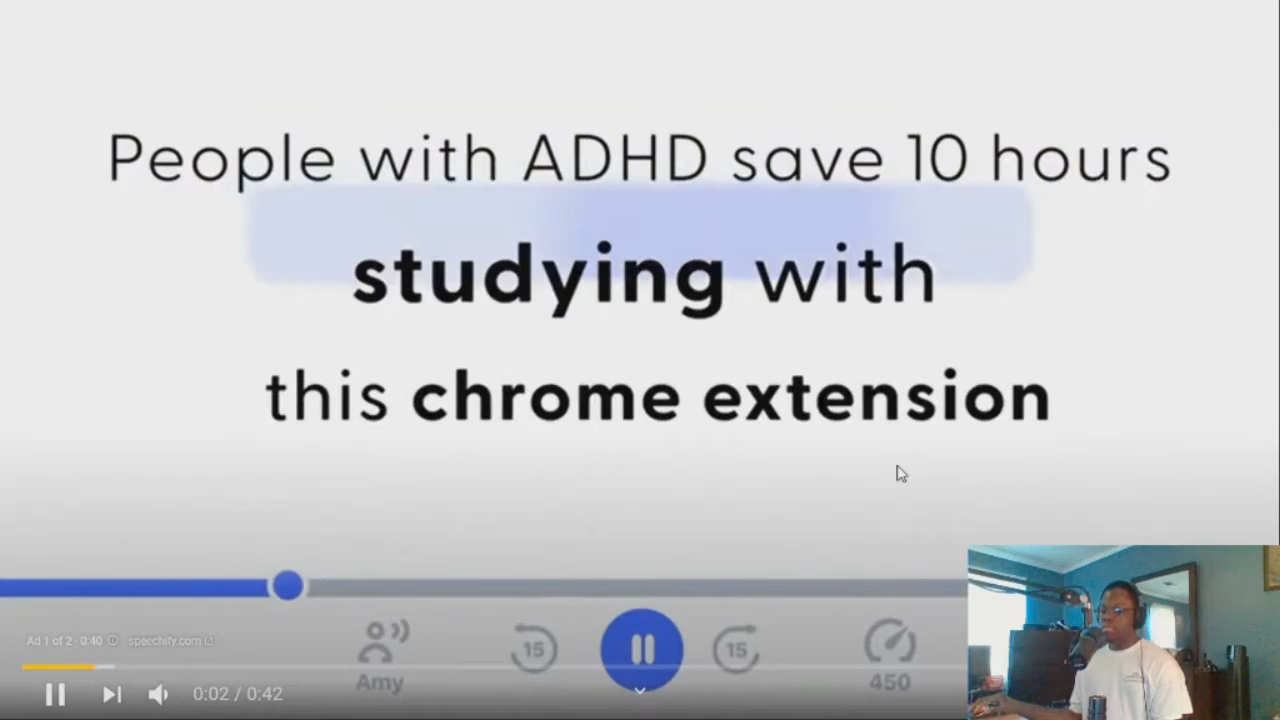 People with ADHD save 10 hours
studying with
this chrome extension
15
15
Ad 1 of 2 · 0:40
speechify.com
Amy
450
0:02 / 0:42